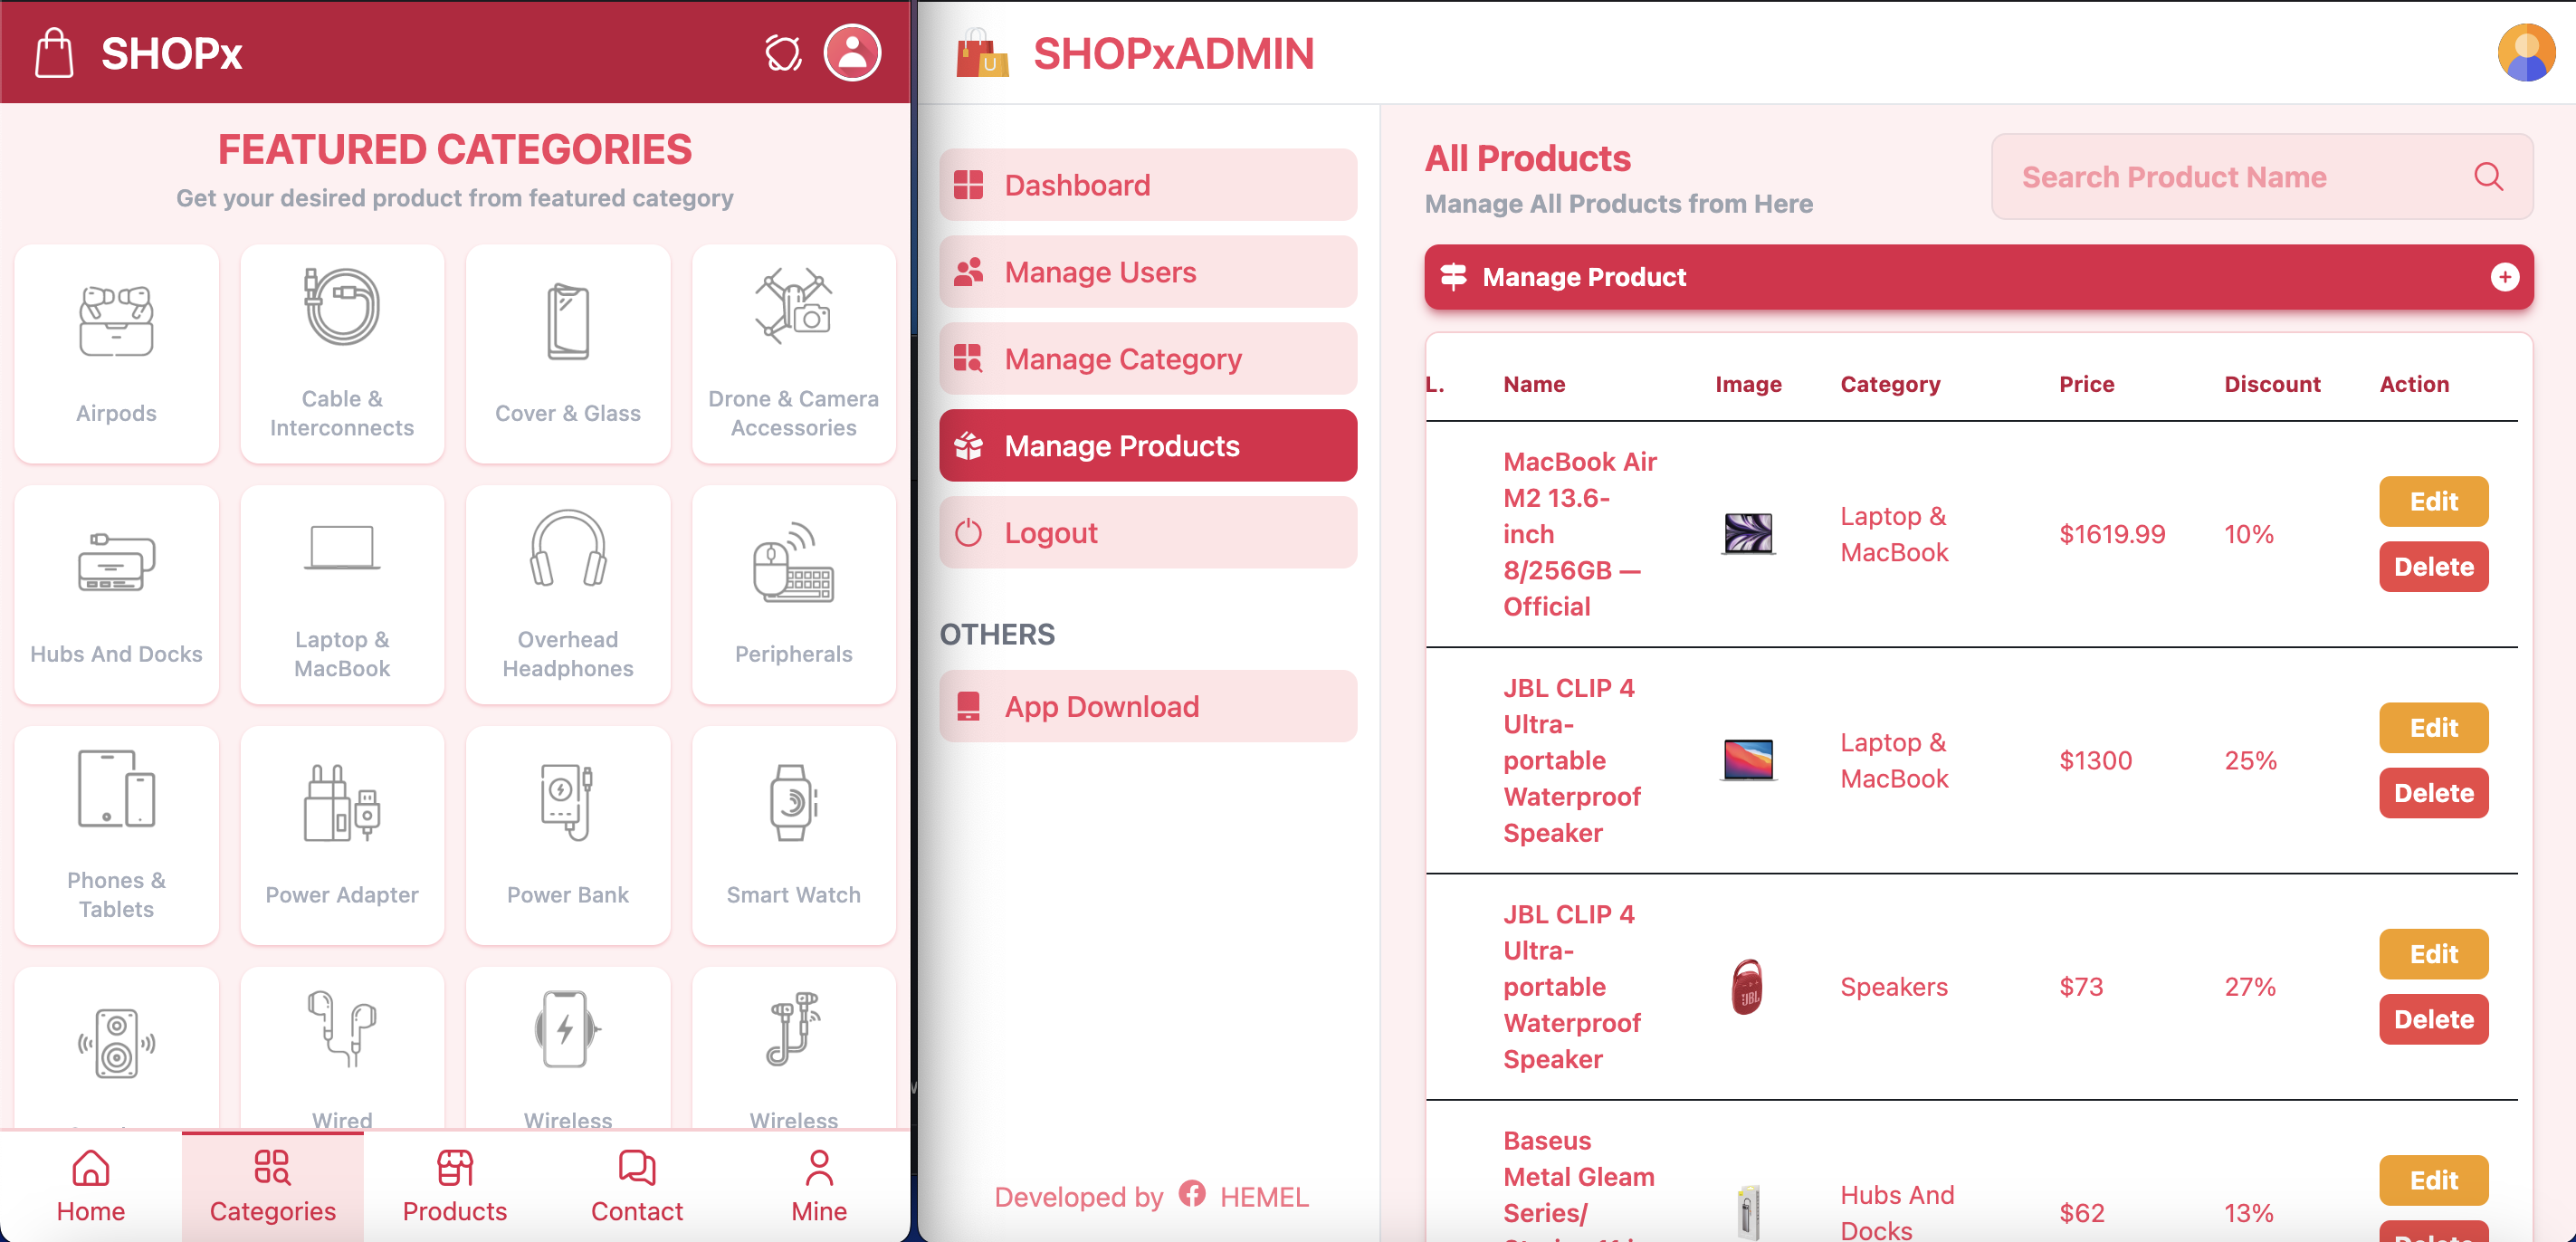 SHOPx
FEATURED CATEGORIES
Get your desired product from featured category
Airpods
Cable &
Interconnects
Cover & Glass
Drone & Camera
Accessories
Hubs And Docks
Laptop &
MacBook
Overhead
Headphones
Peripherals
Phones &
Tablets
Power Adapter
Power Bank
Smart Watch
Wired
Wireless
Wireless
Home
Categories
Products
Contact
Mine
SHOPxADMIN
Dashboard
Manage Users
Manage Category
Manage Products
Logout
OTHERS
App Download
Developed by HEMEL
All Products
Manage All Products from Here
Search Product Name
Manage Product
L. Name Image Category Price Discount Action
MacBook Air
M2 13.6-
inch
8/256GB —
Official
Laptop &
MacBook
$1619.99
10%
Edit
Delete
JBL CLIP 4
Ultra-
portable
Waterproof
Speaker
Laptop &
MacBook
$1300
25%
Edit
Delete
JBL CLIP 4
Ultra-
portable
Waterproof
Speaker
JBL
Speakers
$73
27%
Edit
Delete
Baseus
Metal Gleam
Series/
Hubs And
Docks
$62
13%
Edit
Delete